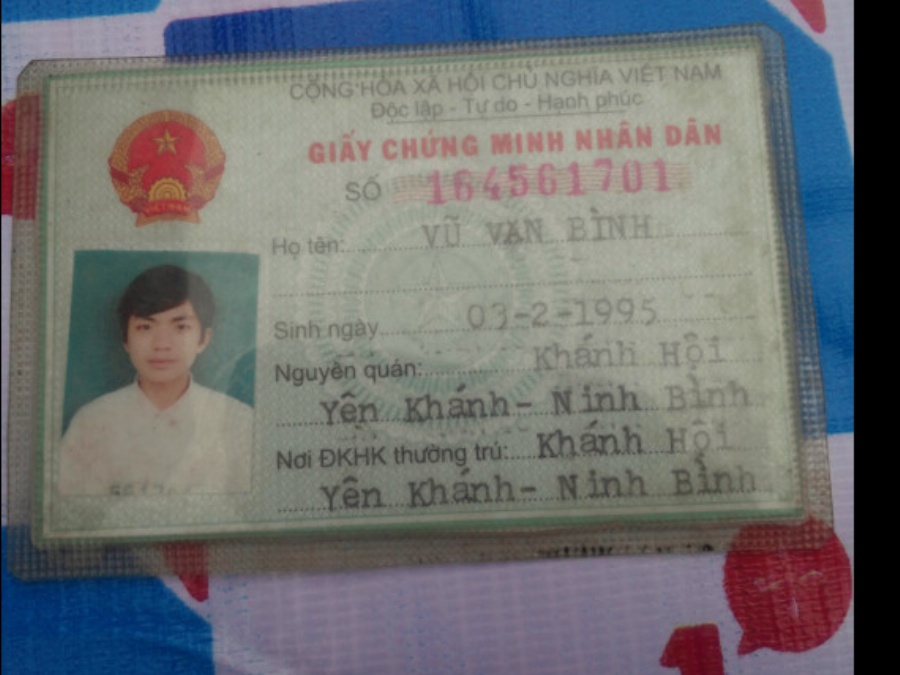 CỘNG HÒA XÃ HỘI CHỦ NGHĨA VIỆT NAM
Độc lập - Tự do - Hạnh phúc
GIẤY CHỨNG MINH NHÂN DÂN
SỐ 164561701
Họ tên: VŨ VĂN BÌNH
Sinh ngày 03-2-1995
Nguyên quán: Khánh Hội
Yên Khánh- Ninh Bình
Nơi ĐKHK thường trú: Khánh Hội
Yên Khánh- Ninh Bình
VIỆT NAM